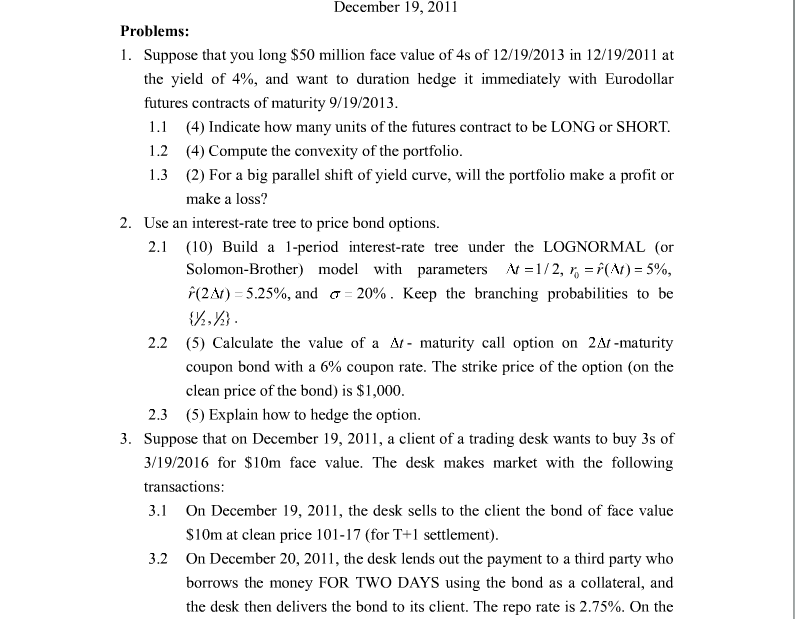 December 19, 2011
Problems:
1. Suppose that you long $50 million face value of 4s of 12/19/2013 in 12/19/2011 at
the yield of 4%, and want to duration hedge it immediately with Eurodollar
futures contracts of maturity 9/19/2013.
1.1 (4) Indicate how many units of the futures contract to be LONG or SHORT.
1.2 (4) Compute the convexity of the portfolio.
1.3 (2) For a big parallel shift of yield curve, will the portfolio make a profit or
make a loss?
2. Use an interest-rate tree to price bond options.
2.1 (10) Build a 1-period interest-rate tree under the LOGNORMAL (or
Solomon-Brother) model with parameters Δt = 1/2, r₀ = r̂(Δt) = 5%,
r̂(2Δt) = 5.25%, and σ = 20%. Keep the branching probabilities to be
{½, ½}.
2.2 (5) Calculate the value of a Δt- maturity call option on 2Δt-maturity
coupon bond with a 6% coupon rate. The strike price of the option (on the
clean price of the bond) is $1,000.
2.3 (5) Explain how to hedge the option.
3. Suppose that on December 19, 2011, a client of a trading desk wants to buy 3s of
3/19/2016 for $10m face value. The desk makes market with the following
transactions:
3.1 On December 19, 2011, the desk sells to the client the bond of face value
$10m at clean price 101-17 (for T+1 settlement).
3.2 On December 20, 2011, the desk lends out the payment to a third party who
borrows the money FOR TWO DAYS using the bond as a collateral, and
the desk then delivers the bond to its client. The repo rate is 2.75%. On the